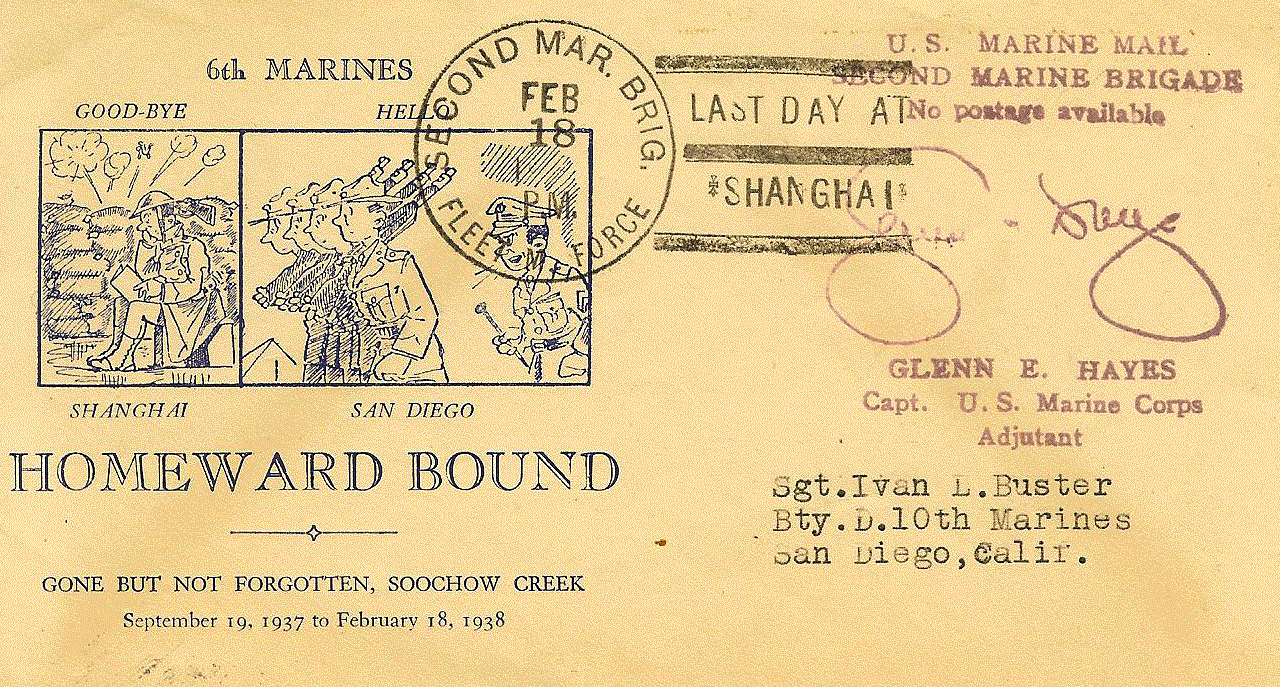 6th MARINES
GOOD-BYE HELLO
SHANGHAI SAN DIEGO
HOMEWARD BOUND
GONE BUT NOT FORGOTTEN, SOOCHOW CREEK
September 19, 1937 to February 18, 1938
SECOND MAR. BRIG.
FEB
18
P.M.
FLEET M. FORCE
LAST DAY AT
*SHANGHAI*
U.S. MARINE MAIL
SECOND MARINE BRIGADE
No postage available
GLENN E. HAYES
Capt. U.S. Marine Corps
Adjutant
Sgt.Ivan L.Buster
Bty.D.10th Marines
San Diego,Calif.